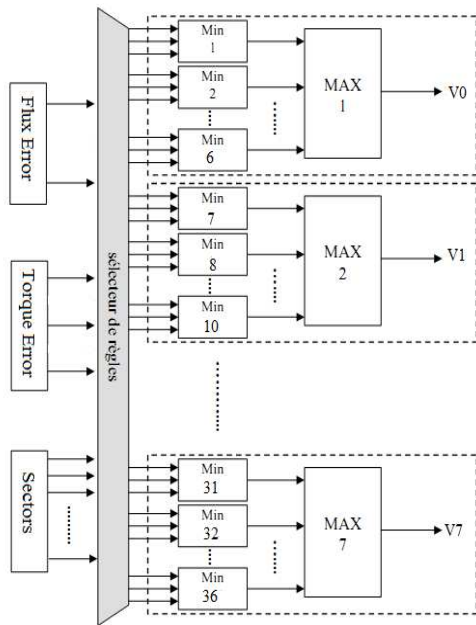 Flux Error
Torque Error
Sectors
sélecteur de règles
Min
1
Min
2
Min
6
MAX
1
V0
Min
7
Min
8
Min
10
MAX
2
V1
Min
31
Min
32
Min
36
MAX
7
V7